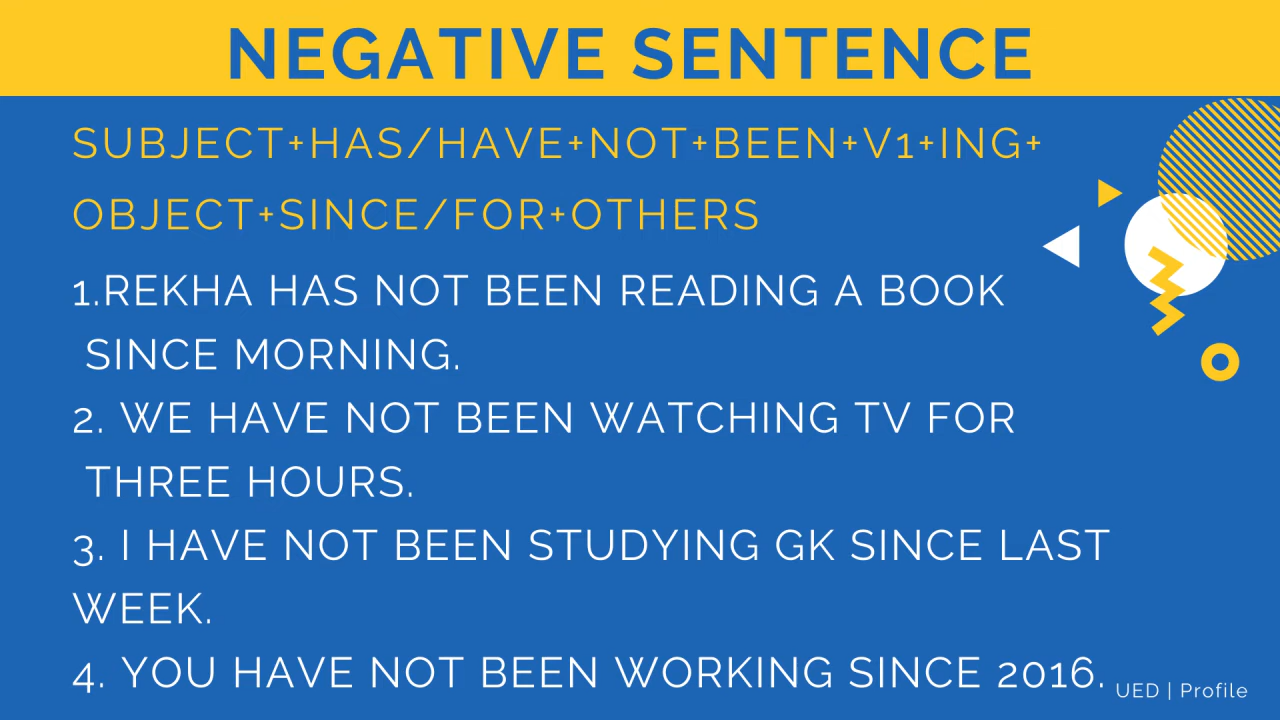 NEGATIVE SENTENCE
SUBJECT+HAS/HAVE+NOT+BEEN+V1+ING+
OBJECT+SINCE/FOR+OTHERS
1.REKHA HAS NOT BEEN READING A BOOK
SINCE MORNING.
2. WE HAVE NOT BEEN WATCHING TV FOR
THREE HOURS.
3. I HAVE NOT BEEN STUDYING GK SINCE LAST
WEEK.
4. YOU HAVE NOT BEEN WORKING SINCE 2016.
UED | Profile